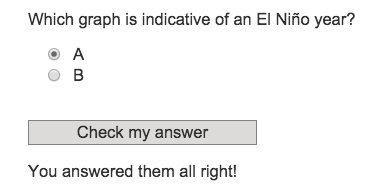 Which graph is indicative of an El Niño year?
A
B
Check my answer
You answered them all right!